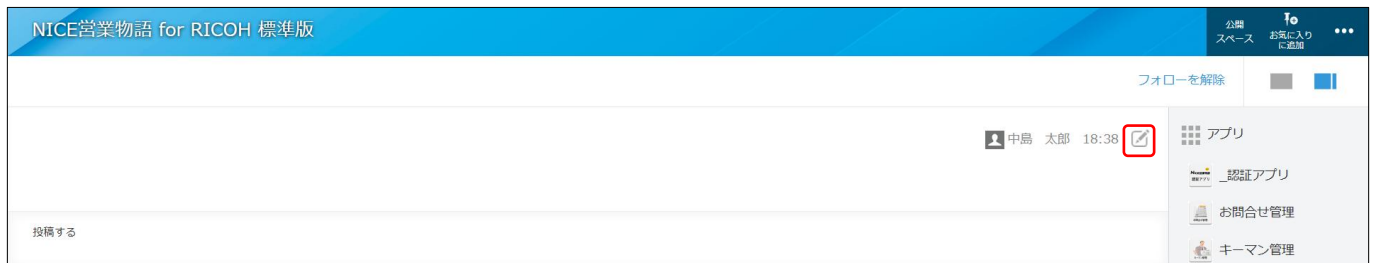 NICE営業物語 for RICOH 標準版
公開
スペース
お気に入り
に追加
フォローを解除
中島 太郎 18:38
アプリ
_認証アプリ
お問合せ管理
キーマン管理
投稿する